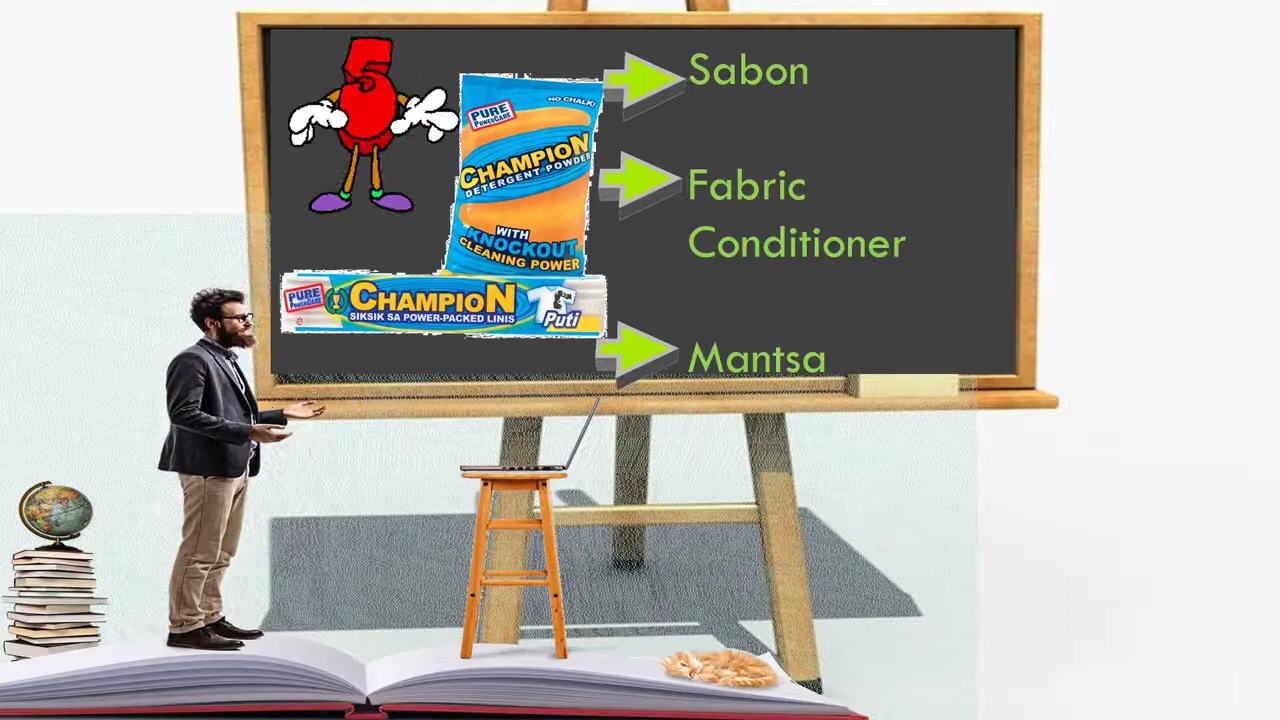 Sabon
Fabric
Conditioner
Mantsa
5
NO CHALK!
PURE
POWERCARE
CHAMPION
DETERGENT POWDER
WITH
KNOCKOUT
CLEANING POWER
PURE
POWERCARE
CHAMPION
SIKSIK SA POWER-PACKED LINIS
Puti